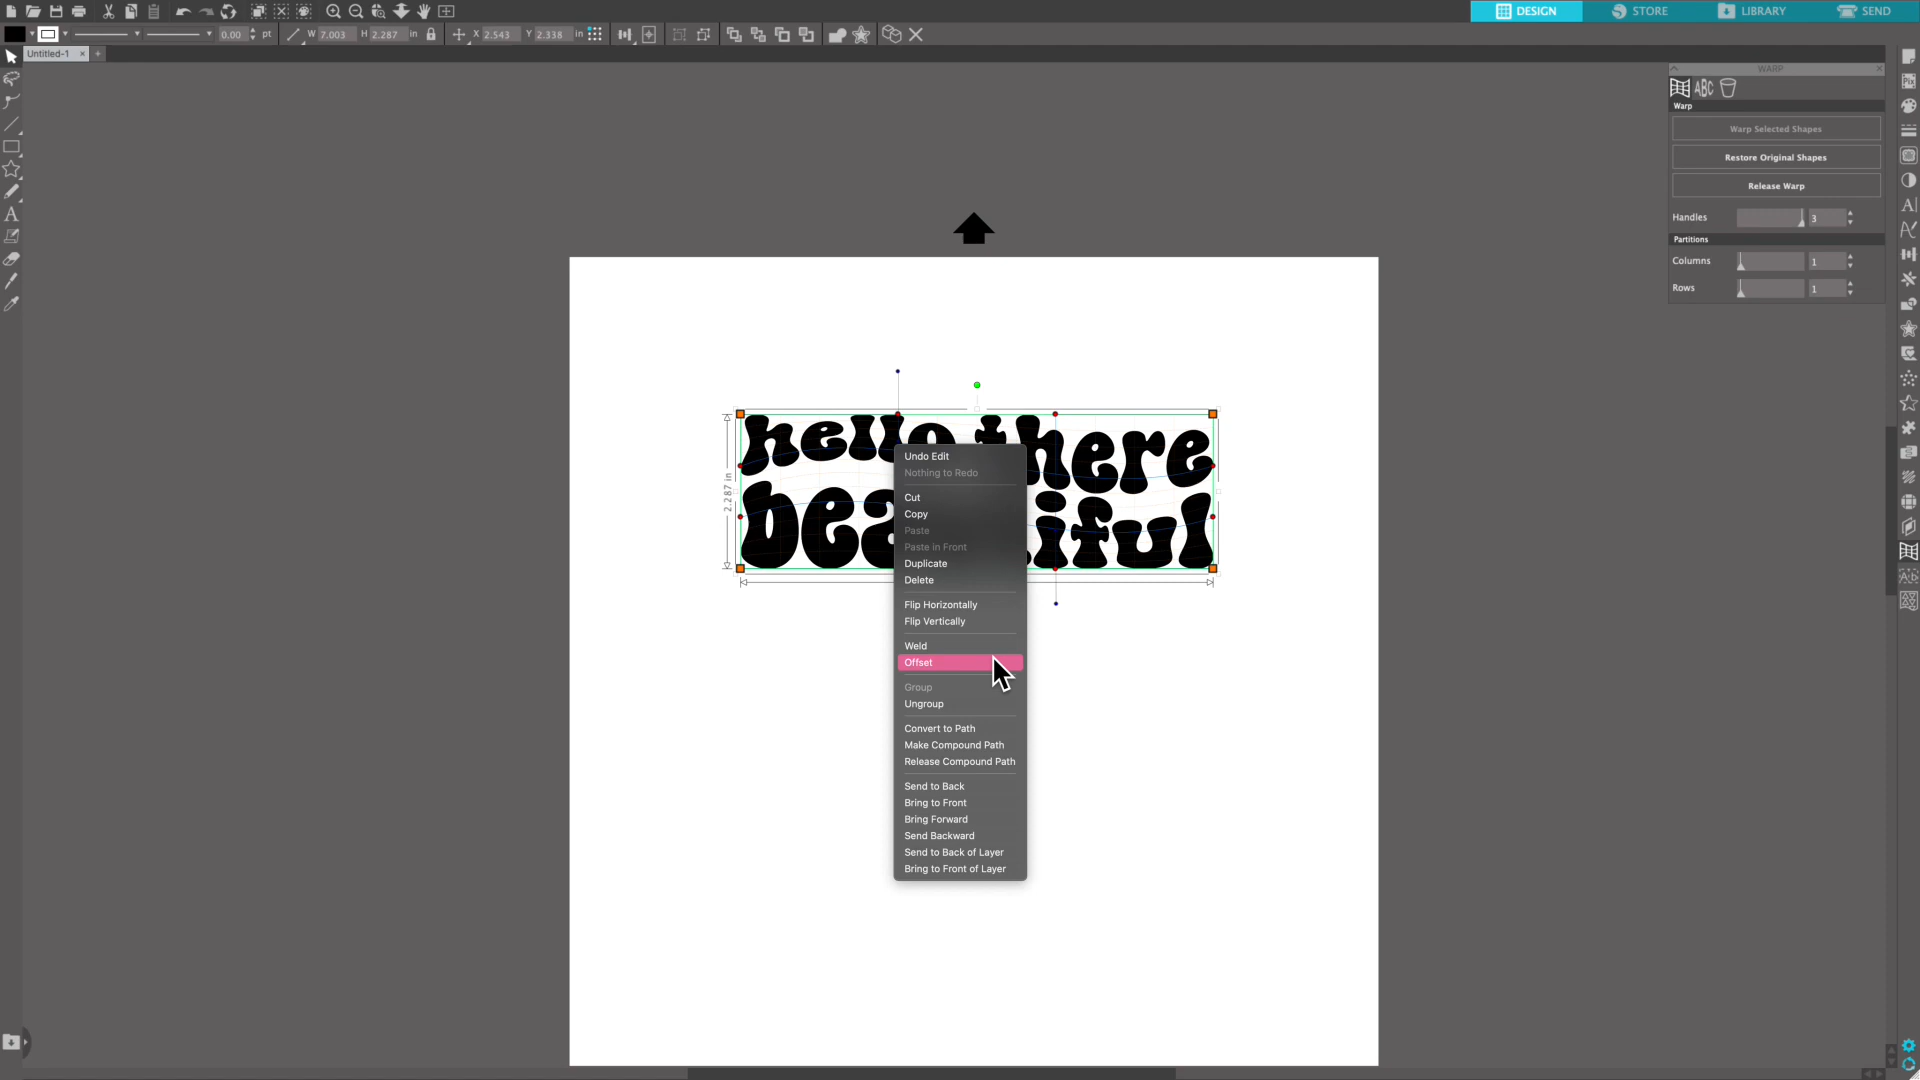 DESIGN
STORE
LIBRARY
SEND
0.00 pt
W 7.003
H 2.287 in
X 2.543
Y 2.338 in
Untitled-1
WARP
ABC
Warp
Warp Selected Shapes
Restore Original Shapes
Release Warp
Handles 3
Partitions
Columns 1
Rows 1
hello there
2.287 in
Undo Edit
Nothing to Redo
Cut
Copy
Paste
Paste in Front
Duplicate
Delete
Flip Horizontally
Flip Vertically
Weld
Offset
Group
Ungroup
Convert to Path
Make Compound Path
Release Compound Path
Send to Back
Bring to Front
Bring Forward
Send Backward
Send to Back of Layer
Bring to Front of Layer